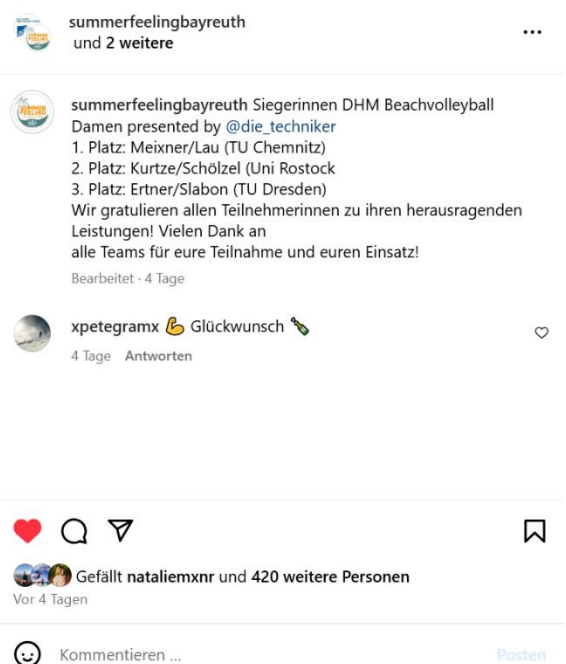 summerfeelingbayreuth
und 2 weitere
summerfeelingbayreuth Siegerinnen DHM Beachvolleyball
Damen presented by @die_techniker
1. Platz: Meixner/Lau (TU Chemnitz)
2. Platz: Kurtze/Schölzel (Uni Rostock
3. Platz: Ertner/Slabon (TU Dresden)
Wir gratulieren allen Teilnehmerinnen zu ihren herausragenden
Leistungen! Vielen Dank an
alle Teams für eure Teilnahme und euren Einsatz!
Bearbeitet · 4 Tage
xpetegramx 💪 Glückwunsch 🍾
4 Tage Antworten
Gefällt nataliemxnr und 420 weitere Personen
Vor 4 Tagen
Kommentieren ...
Posten